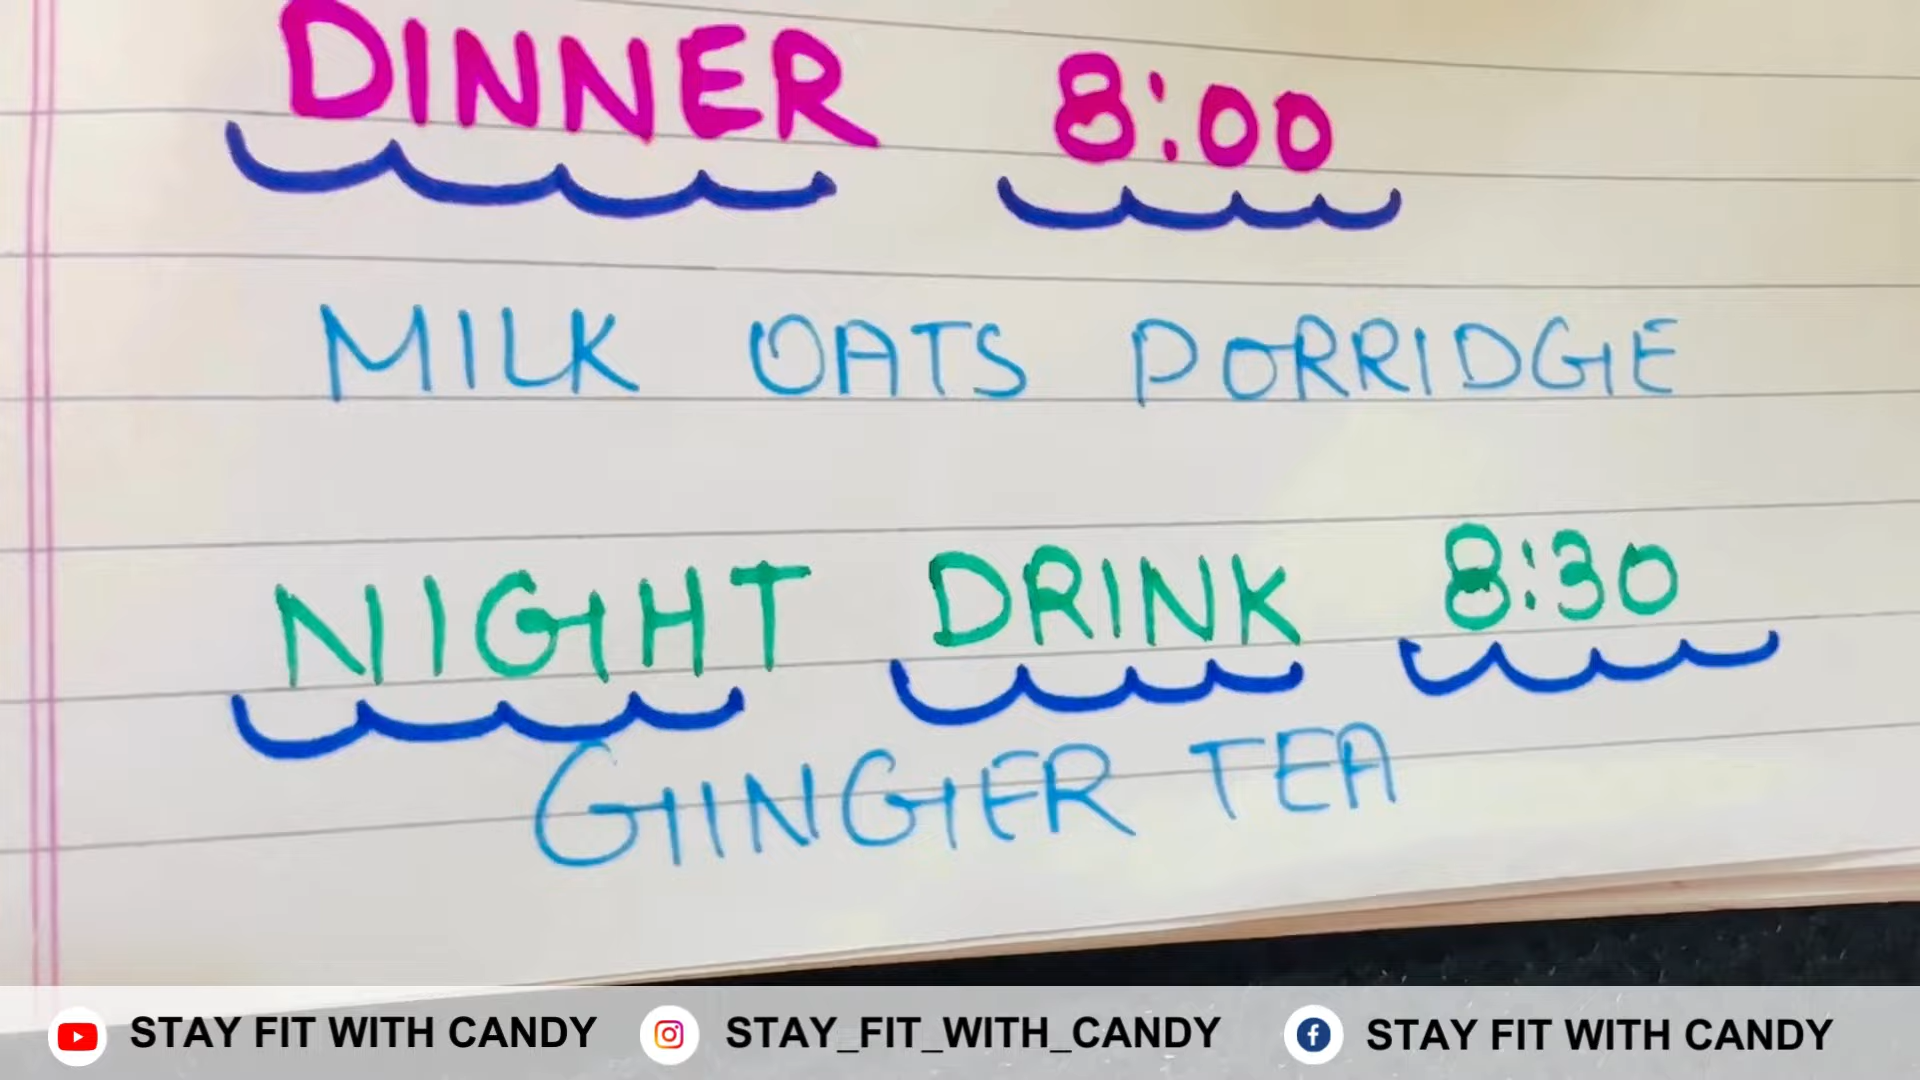 DINNER 8:00
MILK OATS PORRIDGE
NIGHT DRINK 8:30
GINGER TEA
STAY FIT WITH CANDY STAY_FIT_WITH_CANDY STAY FIT WITH CANDY